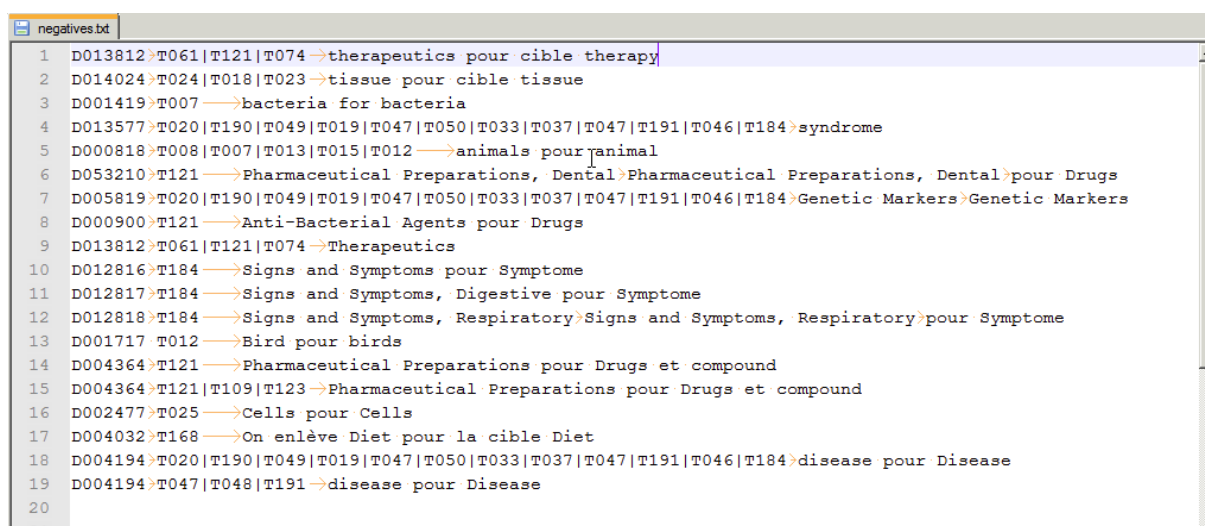 negatives.txt
1 D013812 T061|T121|T074 therapeutics pour cible therapy
2 D014024 T024|T018|T023 tissue pour cible tissue
3 D001419 T007 bacteria for bacteria
4 D013577 T020|T190|T049|T019|T047|T050|T033|T037|T047|T191|T046|T184 syndrome
5 D000818 T008|T007|T013|T015|T012 animals pour animal
6 D053210 T121 Pharmaceutical Preparations, Dental Pharmaceutical Preparations, Dental pour Drugs
7 D005819 T020|T190|T049|T019|T047|T050|T033|T037|T047|T191|T046|T184 Genetic Markers Genetic Markers
8 D000900 T121 Anti-Bacterial Agents pour Drugs
9 D013812 T061|T121|T074 Therapeutics
10 D012816 T184 Signs and Symptoms pour Symptome
11 D012817 T184 Signs and Symptoms, Digestive pour Symptome
12 D012818 T184 Signs and Symptoms, Respiratory Signs and Symptoms, Respiratory pour Symptome
13 D001717 T012 Bird pour birds
14 D004364 T121 Pharmaceutical Preparations pour Drugs et compound
15 D004364 T121|T109|T123 Pharmaceutical Preparations pour Drugs et compound
16 D002477 T025 Cells pour Cells
17 D004032 T168 On enlève Diet pour la cible Diet
18 D004194 T020|T190|T049|T019|T047|T050|T033|T037|T047|T191|T046|T184 disease pour Disease
19 D004194 T047|T048|T191 disease pour Disease
20